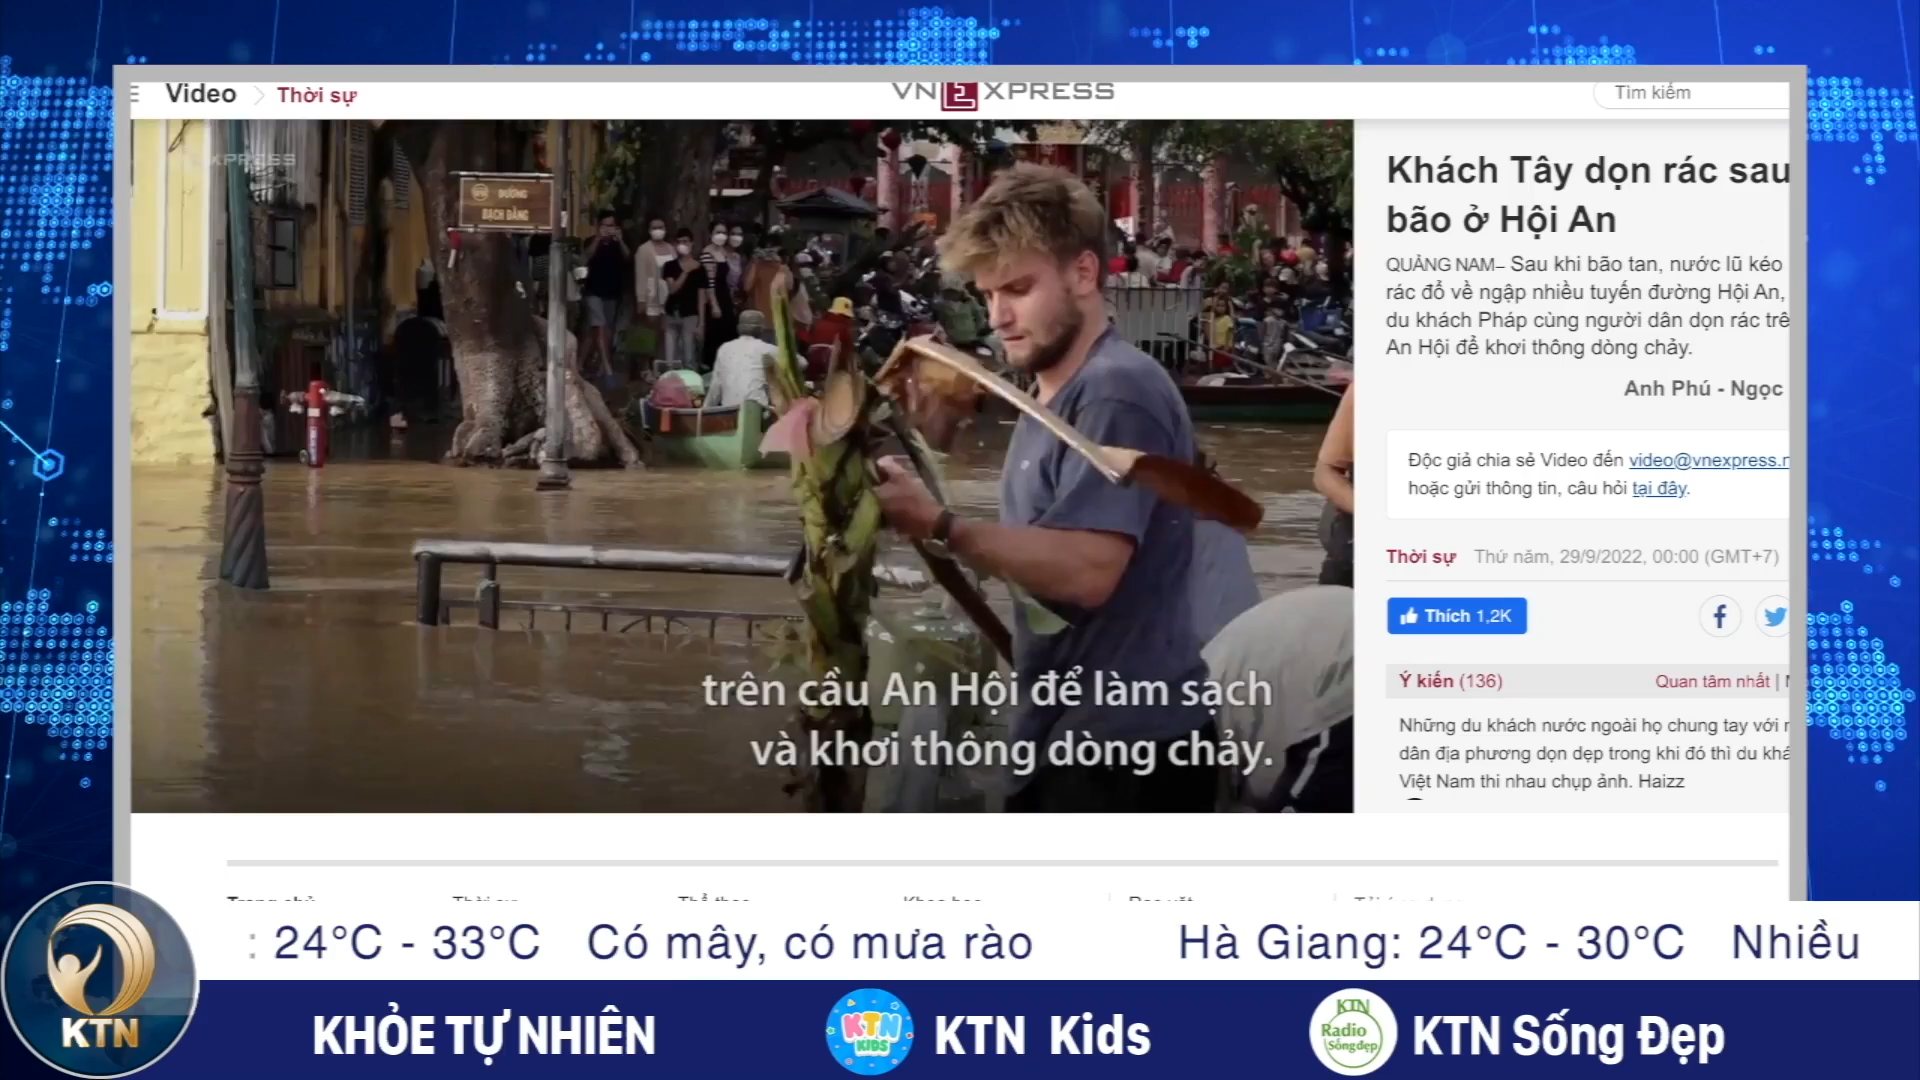 Video
Thời sự
VNEXPRESS
Tìm kiếm
XPRESS
ĐƯỜNG
BẠCH ĐẰNG
trên cầu An Hội để làm sạch
và khơi thông dòng chảy.
Khách Tây dọn rác sau
bão ở Hội An
QUẢNG NAM– Sau khi bão tan, nước lũ kéo
rác đổ về ngập nhiều tuyến đường Hội An,
du khách Pháp cùng người dân dọn rác trê
An Hội để khơi thông dòng chảy.
Anh Phú - Ngọc
Độc giả chia sẻ Video đến video@vnexpress.n
hoặc gửi thông tin, câu hỏi tại đây.
Thời sự Thứ năm, 29/9/2022, 00:00 (GMT+7)
Thích 1,2K
Ý kiến (136)
Quan tâm nhất |
Những du khách nước ngoài họ chung tay với
dân địa phương dọn dẹp trong khi đó thì du khá
Việt Nam thi nhau chụp ảnh. Haizz
: 24°C - 33°C Có mây, có mưa rào Hà Giang: 24°C - 30°C Nhiều
KTN
KHỎE TỰ NHIÊN
KTN
KIDS
KTN Kids
KTN
Radio
Sốngđẹp
KTN Sống Đẹp